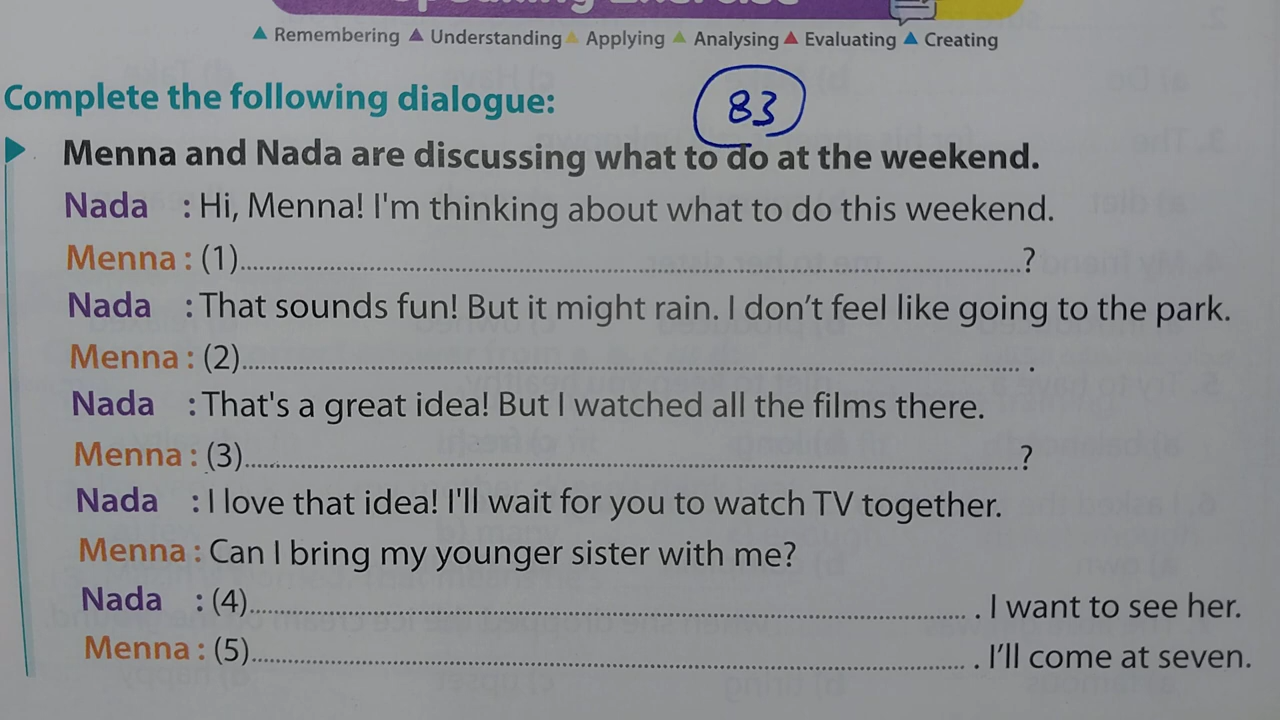 Speaking Exercise
▲ Remembering ▲ Understanding ▲ Applying ▲ Analysing ▲ Evaluating ▲ Creating
Complete the following dialogue:
83
Menna and Nada are discussing what to do at the weekend.
Nada : Hi, Menna! I'm thinking about what to do this weekend.
Menna : (1)....................?
Nada : That sounds fun! But it might rain. I don't feel like going to the park.
Menna : (2).................... .
Nada : That's a great idea! But I watched all the films there.
Menna : (3)....................?
Nada : I love that idea! I'll wait for you to watch TV together.
Menna : Can I bring my younger sister with me?
Nada : (4).................... . I want to see her.
Menna : (5).................... . I'll come at seven.